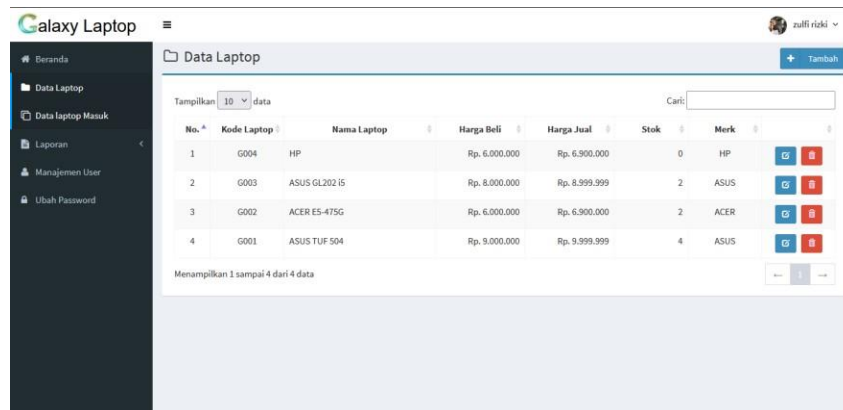 Galaxy Laptop
zulfi rizki
Beranda
Data Laptop
Data laptop Masuk
Laporan
Manajemen User
Ubah Password
Data Laptop
Tambah
Tampilkan 10 data
Cari:
No. Kode Laptop Nama Laptop Harga Beli Harga Jual Stok Merk
1 G004 HP Rp. 6.000.000 Rp. 6.900.000 0 HP
2 G003 ASUS GL202 i5 Rp. 8.000.000 Rp. 8.999.999 2 ASUS
3 G002 ACER E5-475G Rp. 6.000.000 Rp. 6.900.000 2 ACER
4 G001 ASUS TUF 504 Rp. 9.000.000 Rp. 9.999.999 4 ASUS
Menampilkan 1 sampai 4 dari 4 data
← 1 →